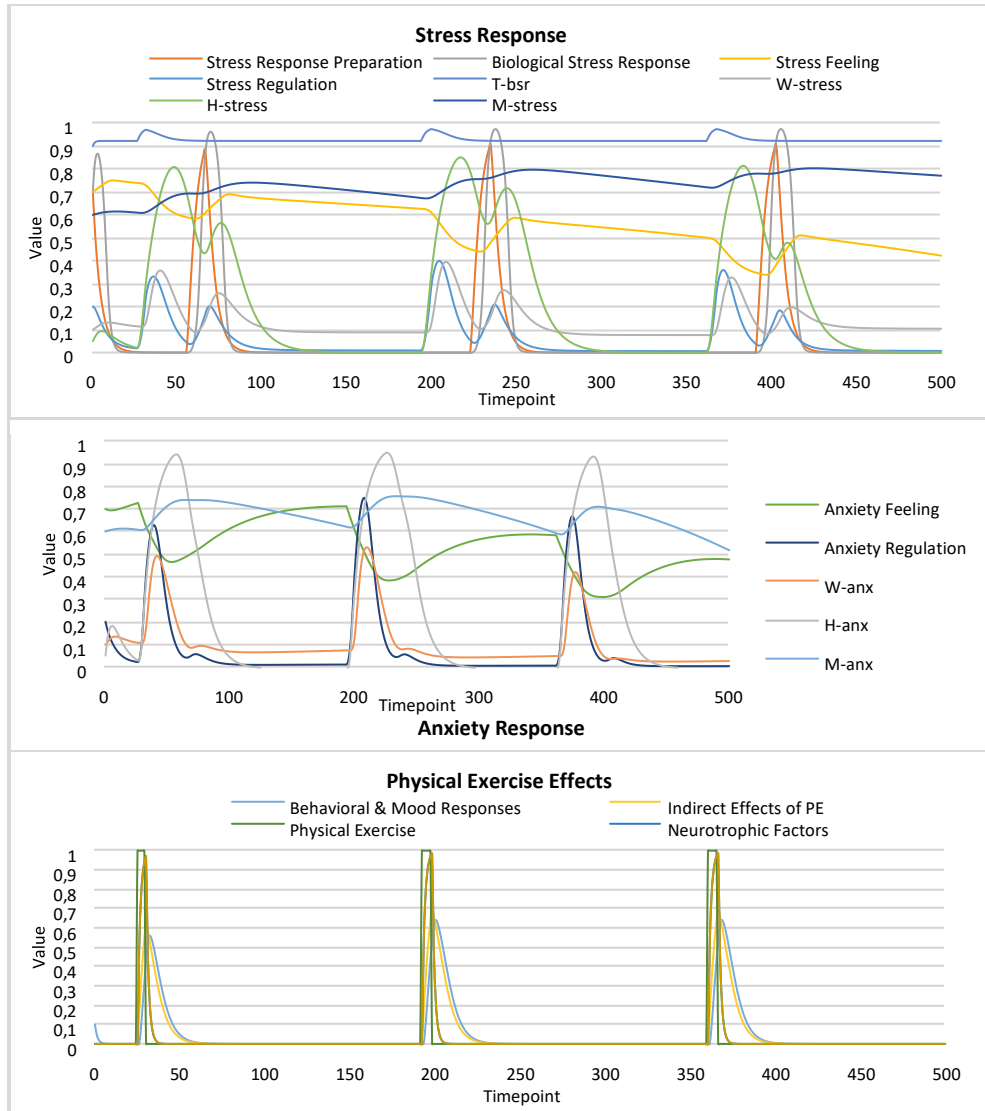 Stress Response
Stress Response Preparation Biological Stress Response Stress Feeling
Stress Regulation T-bsr W-stress
H-stress M-stress
Value
1
0,9
0,8
0,7
0,6
0,5
0,4
0,3
0,2
0,1
0
0 50 100 150 200 250 300 350 400 450 500
Timepoint
Value
1
0,9
0,8
0,7
0,6
0,5
0,4
0,3
0,2
0,1
0
0 100 200 300 400 500
Timepoint
Anxiety Response
Anxiety Feeling
Anxiety Regulation
W-anx
H-anx
M-anx
Physical Exercise Effects
Behavioral & Mood Responses Indirect Effects of PE
Physical Exercise Neurotrophic Factors
Value
1
0,9
0,8
0,7
0,6
0,5
0,4
0,3
0,2
0,1
0
0 50 100 150 200 250 300 350 400 450 500
Timepoint